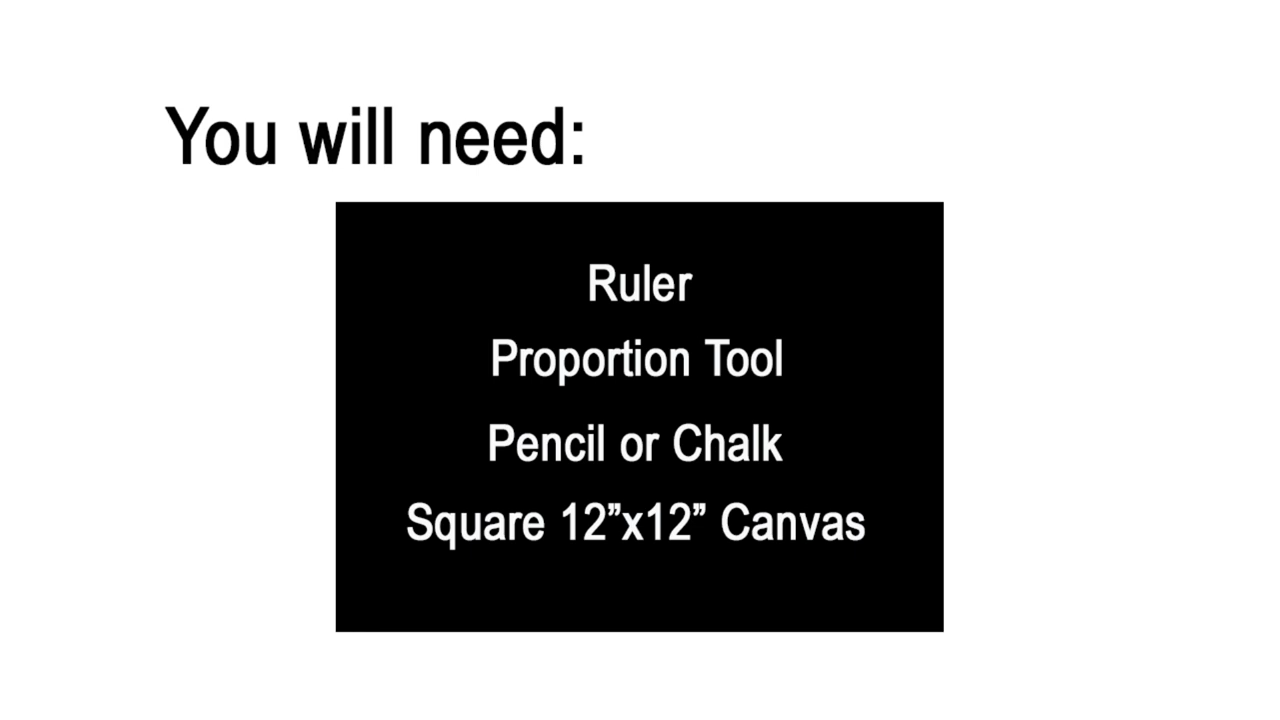 You will need:
Ruler
Proportion Tool
Pencil or Chalk
Square 12”x12” Canvas